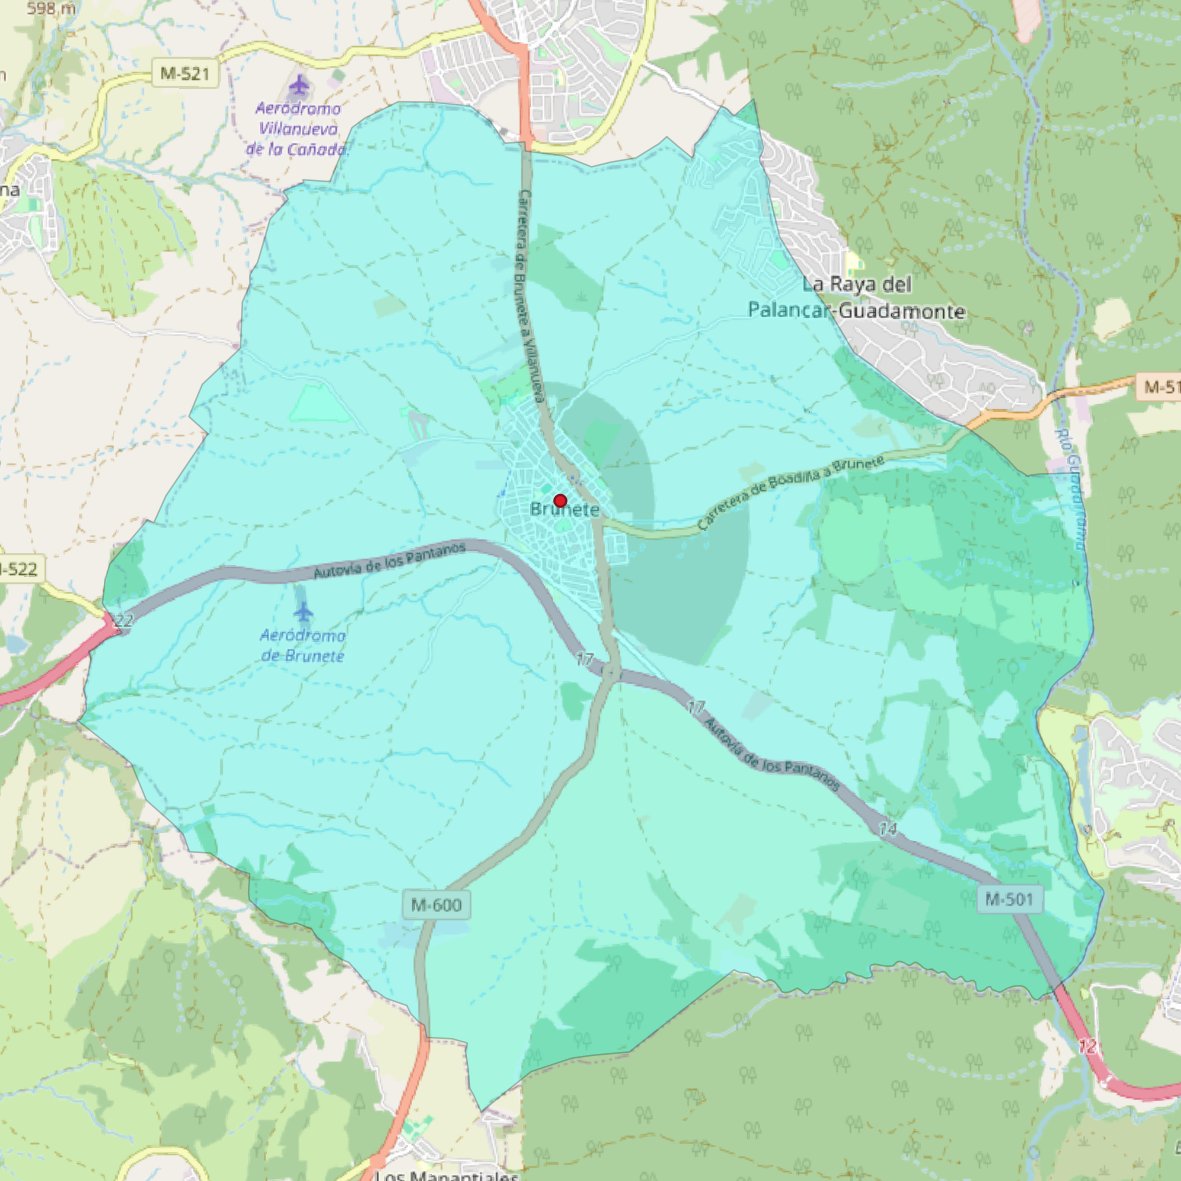 598 m
M-521
Aeródromo
Villanueva
de la Cañada
na
Carretera de Brunete a Villanueva
La Raya del
Palancar-Guadamonte
M-51
Río Guadarrama
Carretera de Boadilla a Brunete
Brunete
Autovía de los Pantanos
-522
22
Aeródromo
de Brunete
17
17
Autovía de los Pantanos
14
M-600
M-501
12
Los Manantiales